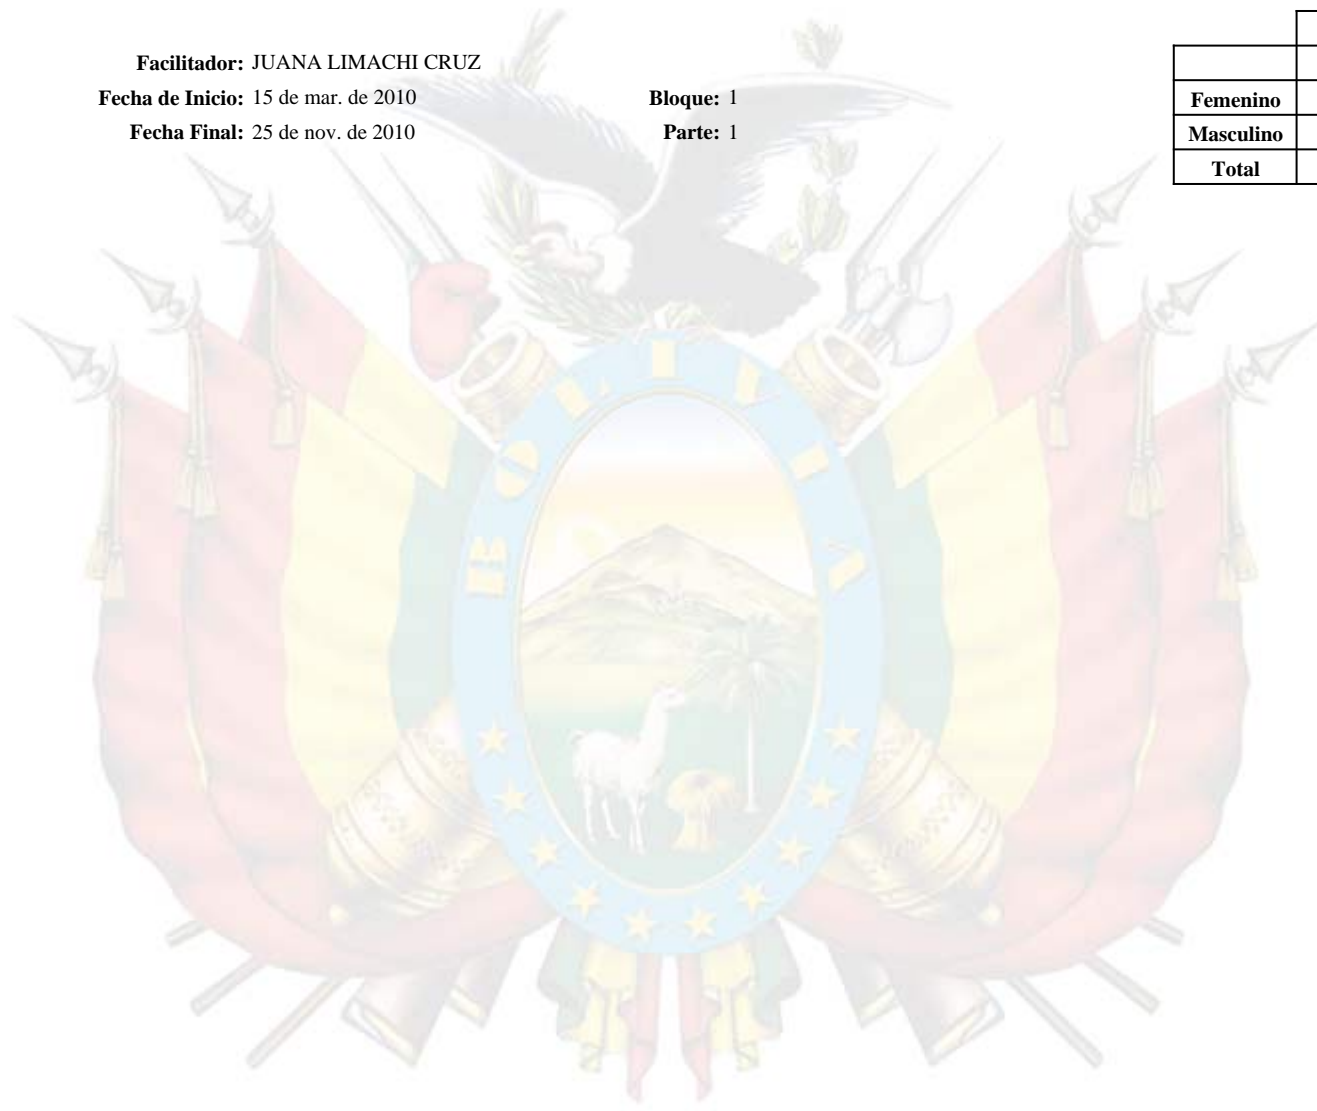 Facilitador: JUANA LIMACHI CRUZ
Fecha de Inicio: 15 de mar. de 2010 Bloque: 1
Fecha Final: 25 de nov. de 2010 Parte: 1
Femenino
Masculino
Total
BOLIVIA